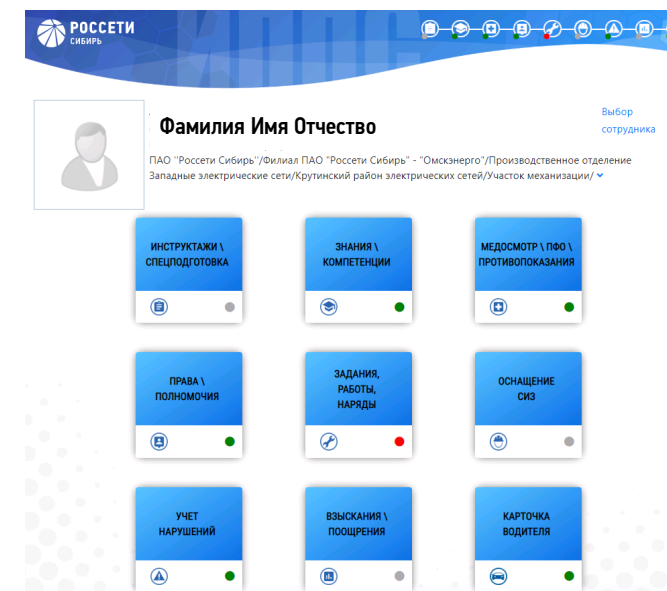 РОССЕТИ
СИБИРЬ
Выбор
сотрудника
Фамилия Имя Отчество
ПАО "Россети Сибирь"/Филиал ПАО "Россети Сибирь" - "Омскэнерго"/Производственное отделение
Западные электрические сети/Крутинский район электрических сетей/Участок механизации/
ИНСТРУКТАЖИ \
СПЕЦПОДГОТОВКА
ЗНАНИЯ \
КОМПЕТЕНЦИИ
МЕДОСМОТР \ ПФО \
ПРОТИВОПОКАЗАНИЯ
ПРАВА \
ПОЛНОМОЧИЯ
ЗАДАНИЯ,
РАБОТЫ,
НАРЯДЫ
ОСНАЩЕНИЕ
СИЗ
УЧЕТ
НАРУШЕНИЙ
ВЗЫСКАНИЯ \
ПООЩРЕНИЯ
КАРТОЧКА
ВОДИТЕЛЯ